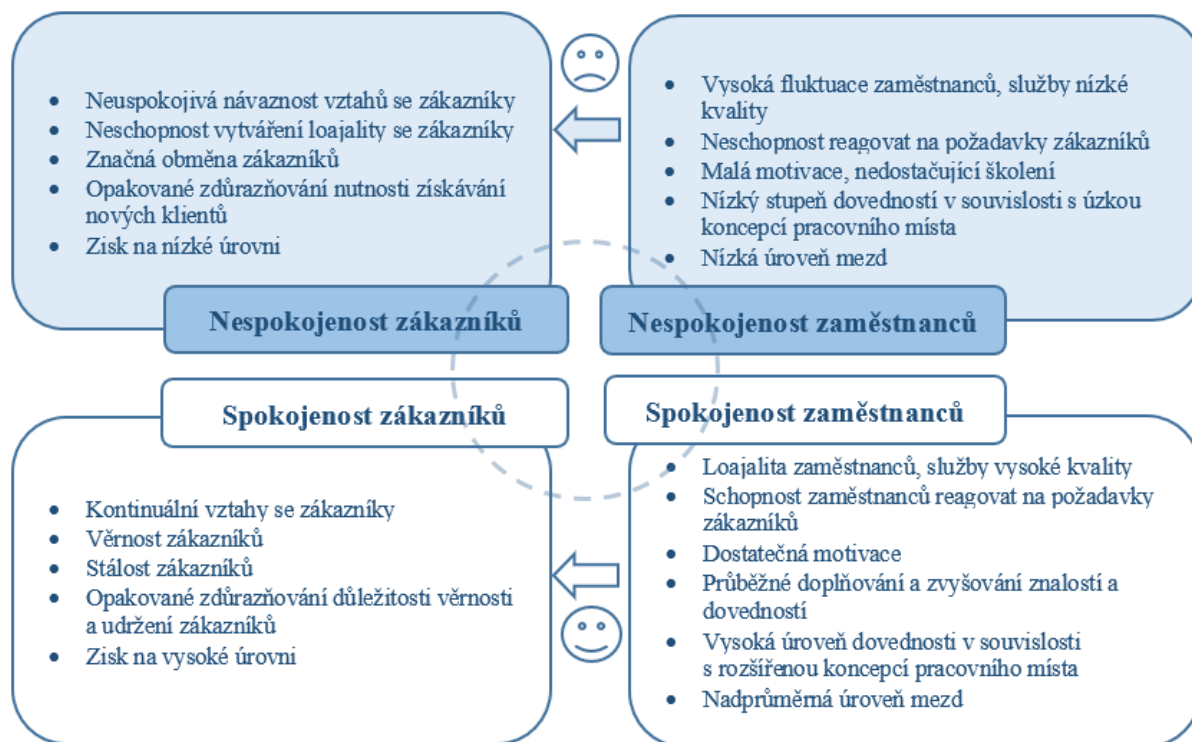 Neuspokojivá návaznost vztahů se zákazníky
Neschopnost vytváření loajality se zákazníky
Značná obměna zákazníků
Opakované zdůrazňování nutnosti získávání
nových klientů
Zisk na nízké úrovni
Nespokojenost zákazníků
Vysoká fluktuace zaměstnanců, služby nízké
kvality
Neschopnost reagovat na požadavky zákazníků
Malá motivace, nedostačující školení
Nízký stupeň dovedností v souvislosti s úzkou
koncepcí pracovního místa
Nízká úroveň mezd
Nespokojenost zaměstnanců
Spokojenost zákazníků
Kontinuální vztahy se zákazníky
Věrnost zákazníků
Stálost zákazníků
Opakované zdůrazňování důležitosti věrnosti
a udržení zákazníků
Zisk na vysoké úrovni
Spokojenost zaměstnanců
Loajalita zaměstnanců, služby vysoké kvality
Schopnost zaměstnanců reagovat na požadavky
zákazníků
Dostatečná motivace
Průběžné doplňování a zvyšování znalostí a
dovedností
Vysoká úroveň dovednosti v souvislosti
s rozšířenou koncepcí pracovního místa
Nadprůměrná úroveň mezd